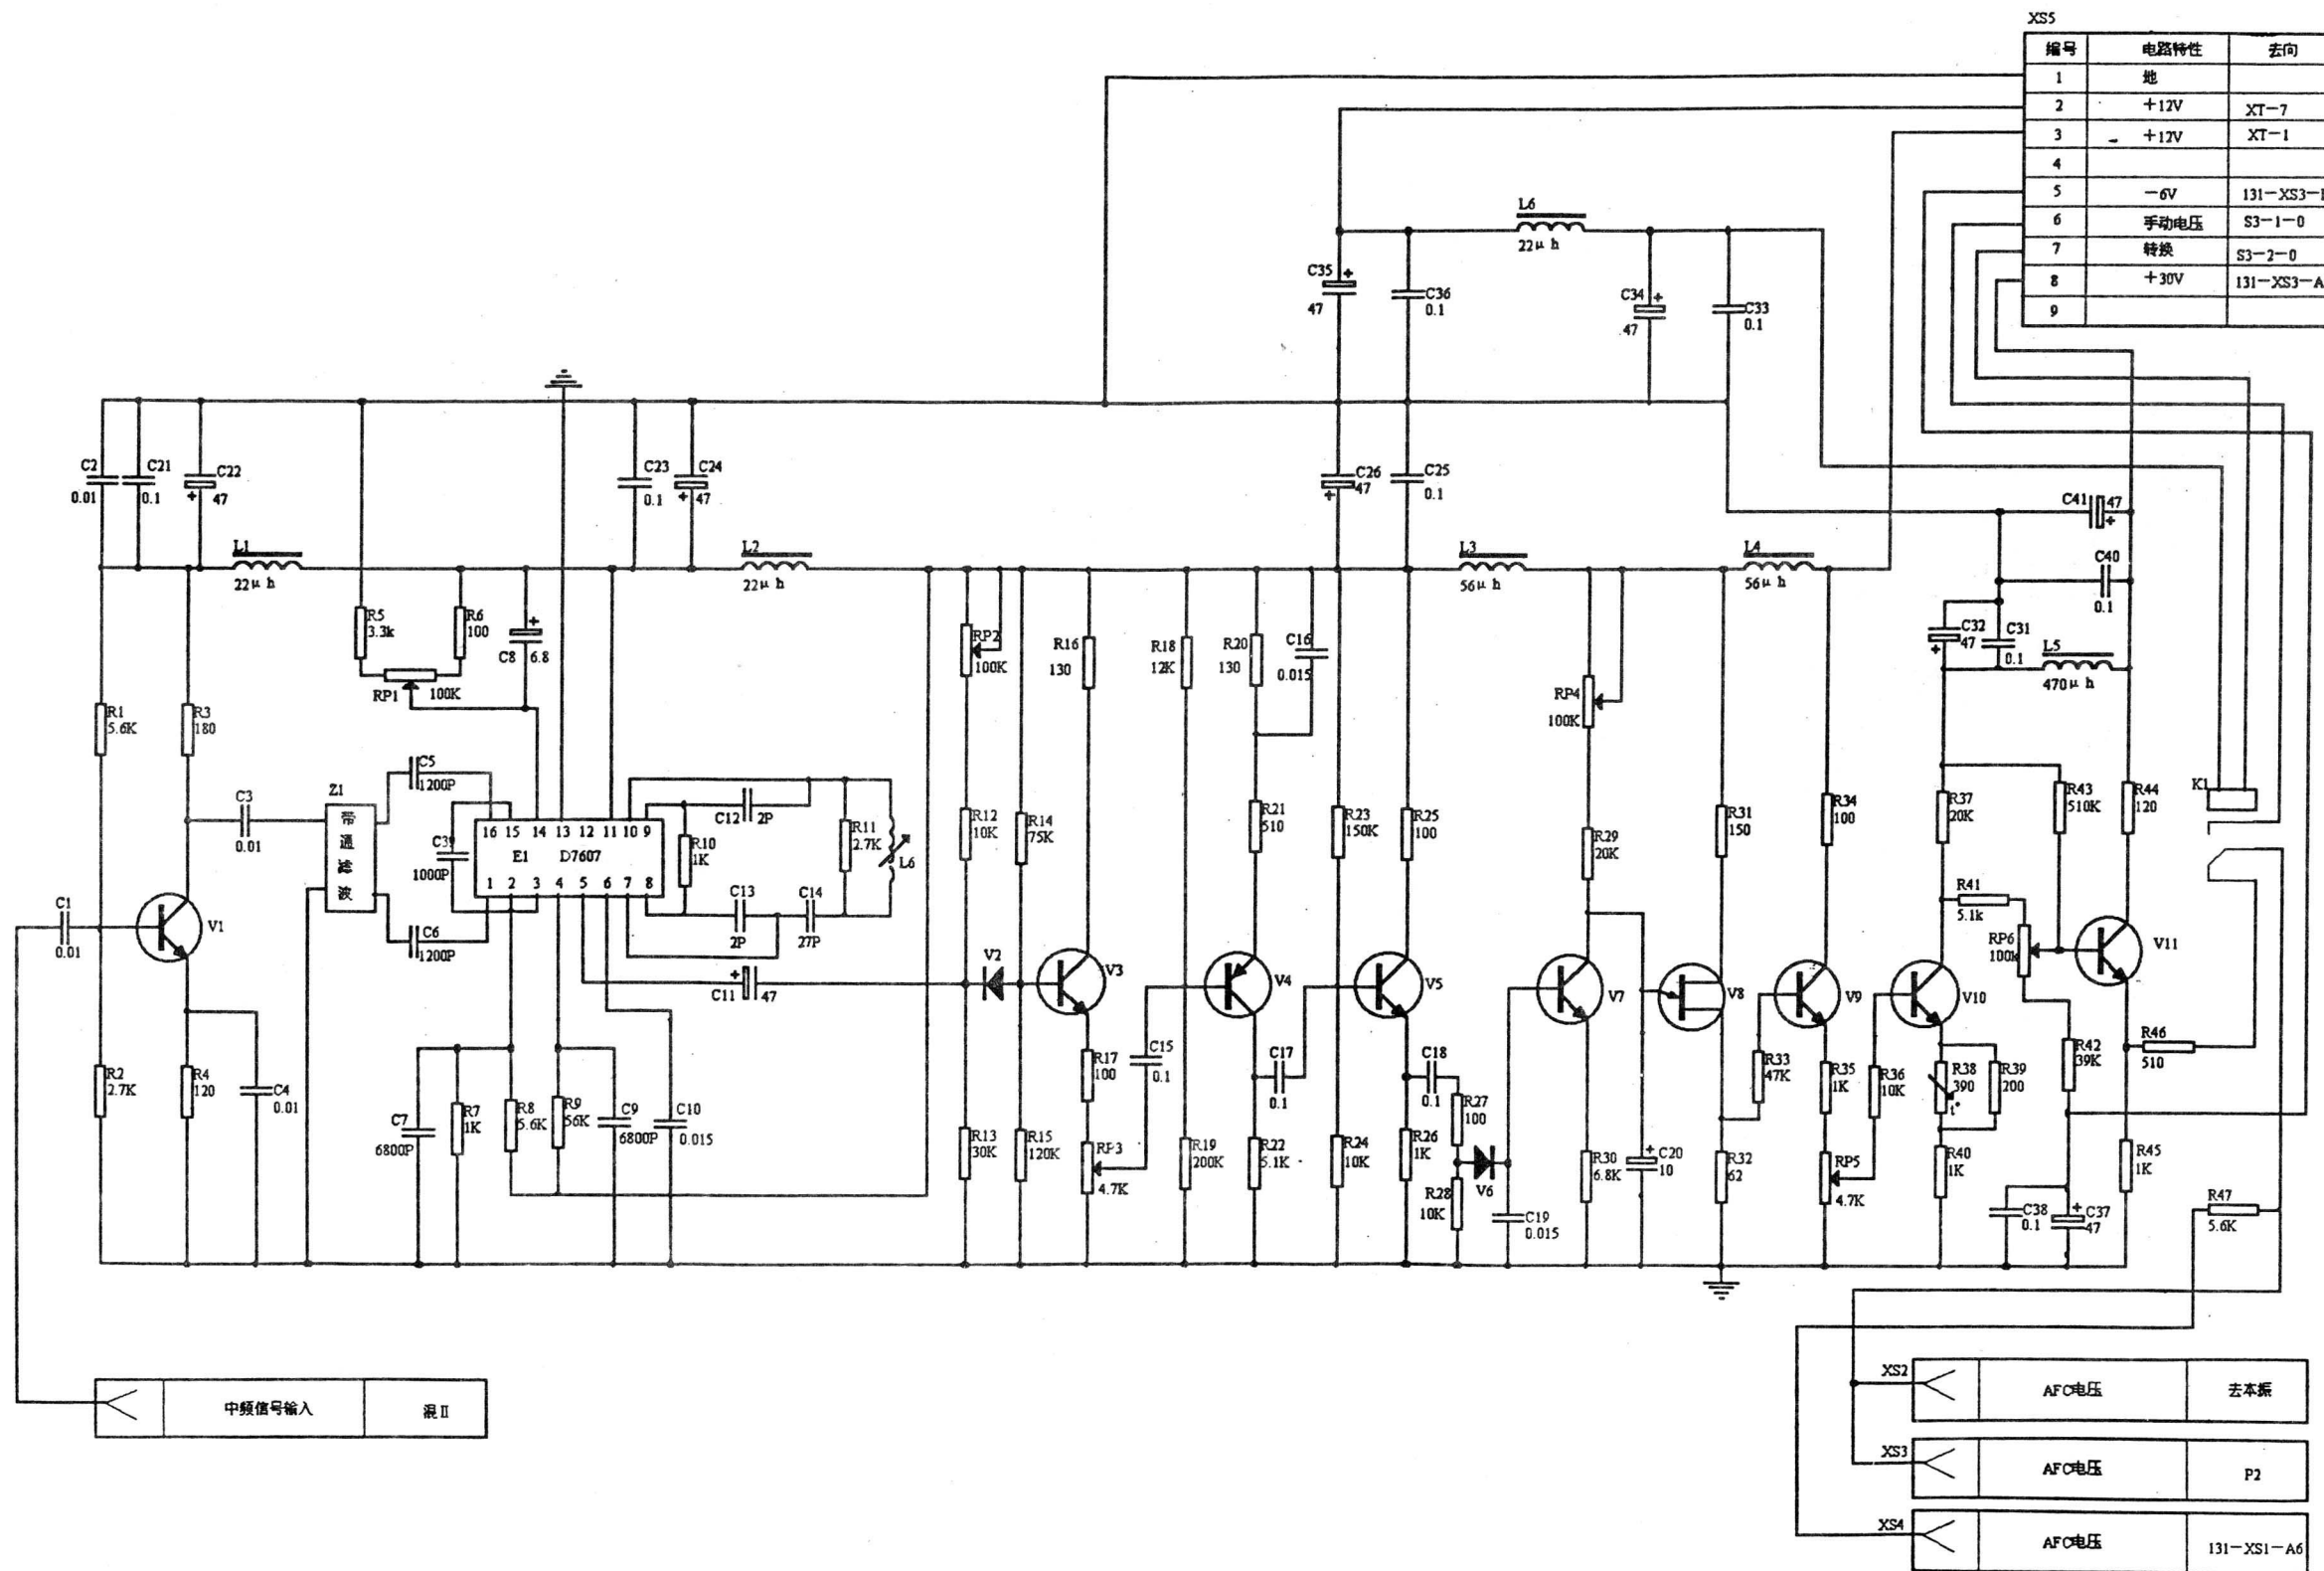 XS5
编号 电路特性 去向
1 地
2 +12V XT-7
3 - +12V XT-1
4
5 -6V 131-XS3-
6 手动电压 S3-1-0
7 转换 S3-2-0
8 +30V 131-XS3-A
9
L6
22μ h
C35 +
47
C36
0.1
C34 +
47
C33
0.1
C2
0.01
C21
0.1
C22
+ 47
C23
0.1
C24
+ 47
C26
47
+
C25
0.1
C41 47
+
L1
22μ h
L2
22μ h
L3
56μ h
L4
56μ h
C40
0.1
R5
3.3k
R6
100
+
C8 6.8
RP1 100K
RP2
100K
R16
130
R18
12K
R20
130
C16
0.015
C32
47
+
C31
0.1
L5
470μ h
R1
5.6K
R3
180
RP4
100K
C5
1200P
Z1
带
通
滤
波
C3
0.01
C39
1000P
16 15 14 13 12 11 10 9
E1 D7607
1 2 3 4 5 6 7 8
C12 2P
R10
1K
R11
2.7K
L6
C13
2P
C14
27P
C6
1200P
R12
10K
R14
75K
R21
510
R23
150K
R25
100
R29
20K
R31
150
R34
100
R37
20K
R43
510K
R44
120
K1
C1
0.01
V1
+
C11 47
V2
V3
V4
V5
V7
V8
V9
V10
R41
5.1k
RP6
100k
V11
R2
2.7K
R4
120
C4
0.01
C7
6800P
R7
1K
R8
5.6K
R9
56K
C9
6800P
C10
0.015
R13
30K
R15
120K
R17
100
RP3
4.7K
C15
0.1
R19
200K
C17
0.1
R22
5.1K
R24
10K
R26
1K
C18
0.1
R27
100
R28
10K
V6
C19
0.015
R30
6.8K
+
C20
10
R32
62
R33
47K
R35
1K
RP5
4.7K
R36
10K
R38
390
t°
R39
200
R40
1K
R42
39K
R46
510
R45
1K
C38
0.1
+
C37
47
R47
5.6K
中频信号输入 混Ⅱ
XS2 AFC电压 去本振
XS3 AFC电压 P2
XS4 AFC电压 131-XS1-A6